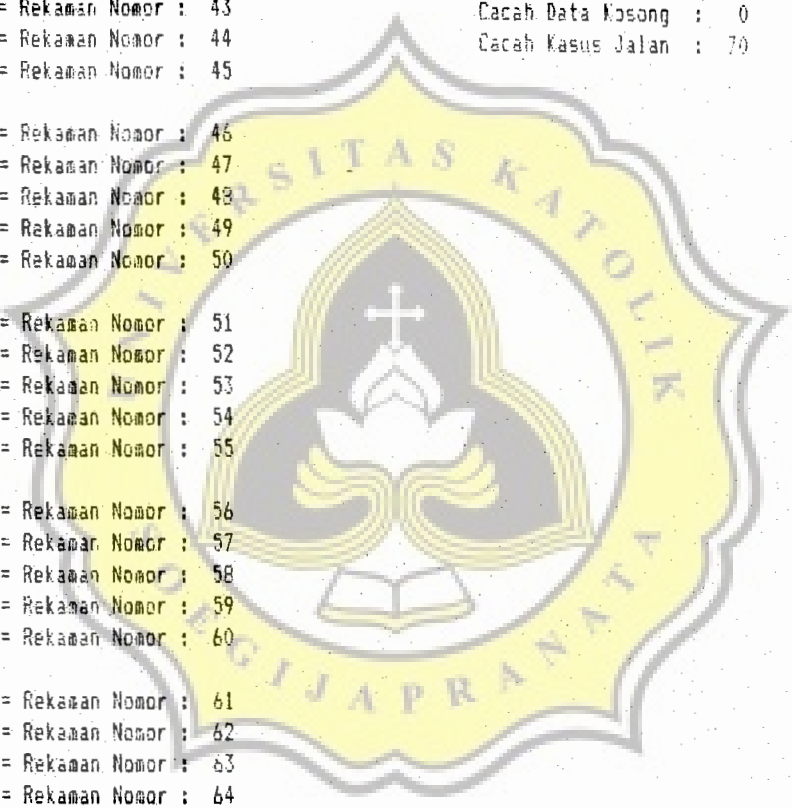 = Rekaman Nomor : 43
= Rekaman Nomor : 44
= Rekaman Nomor : 45
= Rekaman Nomor : 46
= Rekaman Nomor : 47
= Rekaman Nomor : 48
= Rekaman Nomor : 49
= Rekaman Nomor : 50
= Rekaman Nomor : 51
= Rekaman Nomor : 52
= Rekaman Nomor : 53
= Rekaman Nomor : 54
= Rekaman Nomor : 55
= Rekaman Nomor : 56
= Rekaman Nomor : 57
= Rekaman Nomor : 58
= Rekaman Nomor : 59
= Rekaman Nomor : 60
= Rekaman Nomor : 61
= Rekaman Nomor : 62
= Rekaman Nomor : 63
= Rekaman Nomor : 64
Cacah Data Kosong : 0
Cacah Kasus Jalan : 70
UNIVERSITAS KATOLIK
SOEGIJAPRANATA